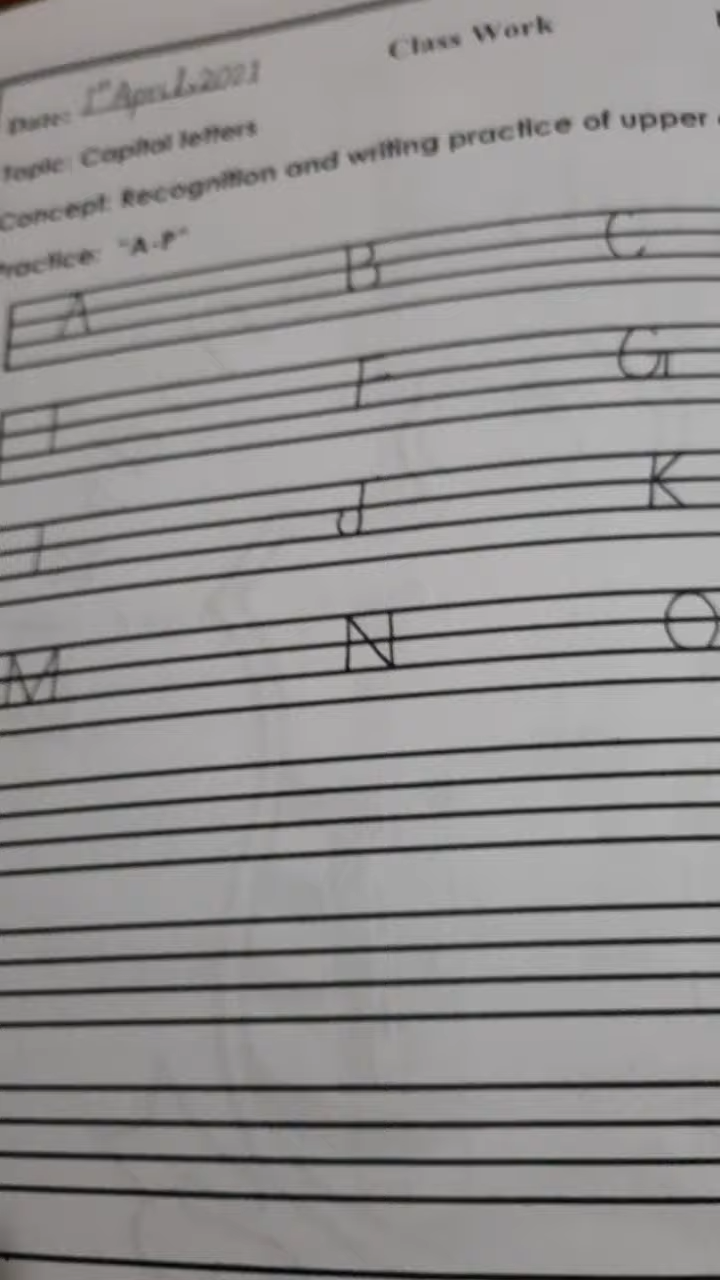 Class Work
Date: 1st April, 2021
Topic: Capital letters
Concept: Recognition and writing practice of upper
Practice: "A-P"
A B C
F G
J K
M N O